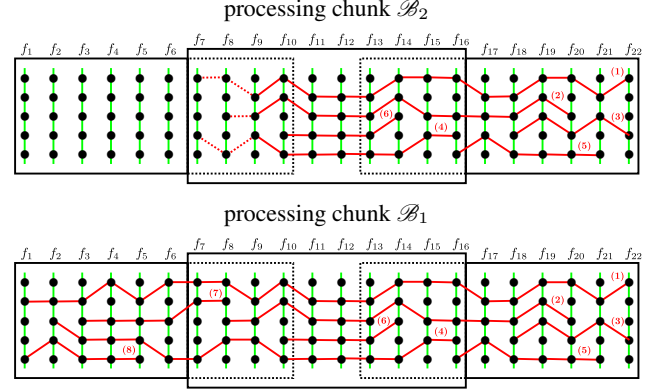 processing chunk ℬ₂
f₁ f₂ f₃ f₄ f₅ f₆ f₇ f₈ f₉ f₁₀ f₁₁ f₁₂ f₁₃ f₁₄ f₁₅ f₁₆ f₁₇ f₁₈ f₁₉ f₂₀ f₂₁ f₂₂
(1)
(2)
(6) (3)
(4)
(5)
processing chunk ℬ₁
f₁ f₂ f₃ f₄ f₅ f₆ f₇ f₈ f₉ f₁₀ f₁₁ f₁₂ f₁₃ f₁₄ f₁₅ f₁₆ f₁₇ f₁₈ f₁₉ f₂₀ f₂₁ f₂₂
(1)
(7) (2)
(6) (3)
(4)
(8) (5)